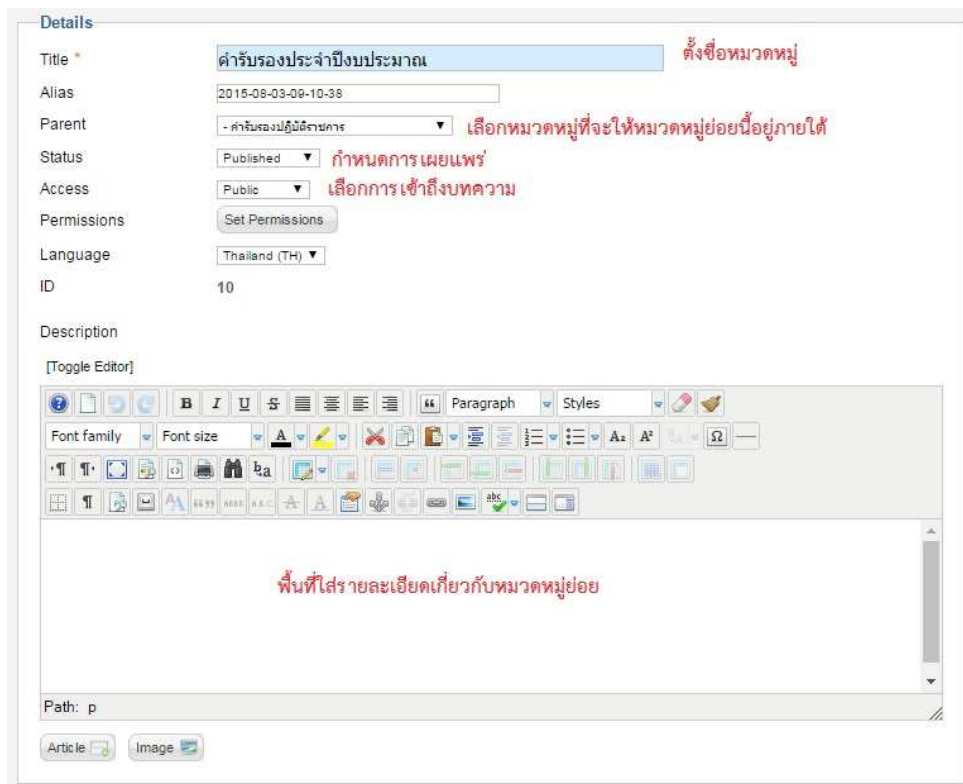 Details
Title * คำรับรองประจำปีงบประมาณ ตั้งชื่อหมวดหมู่
Alias 2015-08-03-09-10-38
Parent - คำรับรองปฏิบัติราชการ เลือกหมวดหมู่ที่จะให้หมวดหมู่ย่อยนี้อยู่ภายใต้
Status Published กำหนดการเผยแพร่
Access Public เลือกการเข้าถึงบทความ
Permissions Set Permissions
Language Thailand (TH)
ID 10
Description
[Toggle Editor]
B I U S Paragraph Styles
Font family Font size A A₂ A² Ω
พื้นที่ใส่รายละเอียดเกี่ยวกับหมวดหมู่ย่อย
Path: p
Article Image